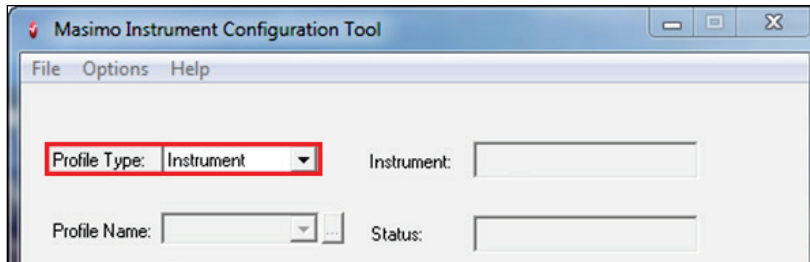 Masimo Instrument Configuration Tool
File Options Help
Profile Type: Instrument Instrument:
Profile Name: ... Status: